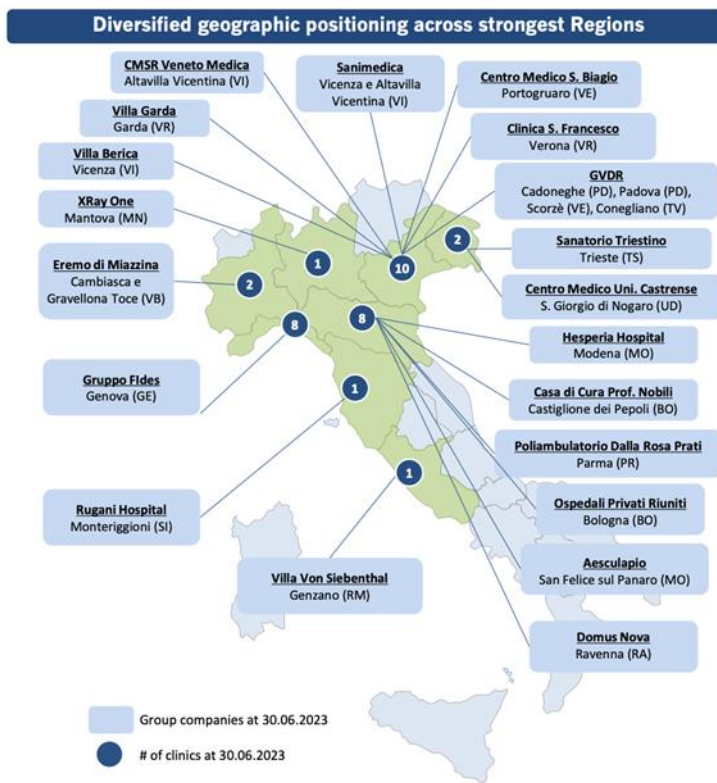 Diversified geographic positioning across strongest Regions
CMSR Veneto Medica
Altavilla Vicentina (VI)
Sanimedica
Vicenza e Altavilla
Vicentina (VI)
Centro Medico S. Biagio
Portogruaro (VE)
Villa Garda
Garda (VR)
Clinica S. Francesco
Verona (VR)
Villa Berica
Vicenza (VI)
GVDR
Cadoneghe (PD), Padova (PD),
Scorzè (VE), Conegliano (TV)
XRay One
Mantova (MN)
Sanatorio Triestino
Trieste (TS)
Eremo di Miazzina
Cambiasca e
Gravellona Toce (VB)
Centro Medico Uni. Castrense
S. Giorgio di Nogaro (UD)
2
1
10
2
8
8
1
1
Hesperia Hospital
Modena (MO)
Gruppo FIdes
Genova (GE)
Casa di Cura Prof. Nobili
Castiglione dei Pepoli (BO)
Poliambulatorio Dalla Rosa Prati
Parma (PR)
Rugani Hospital
Monteriggioni (SI)
Ospedali Privati Riuniti
Bologna (BO)
Villa Von Siebenthal
Genzano (RM)
Aesculapio
San Felice sul Panaro (MO)
Domus Nova
Ravenna (RA)
Group companies at 30.06.2023
# of clinics at 30.06.2023